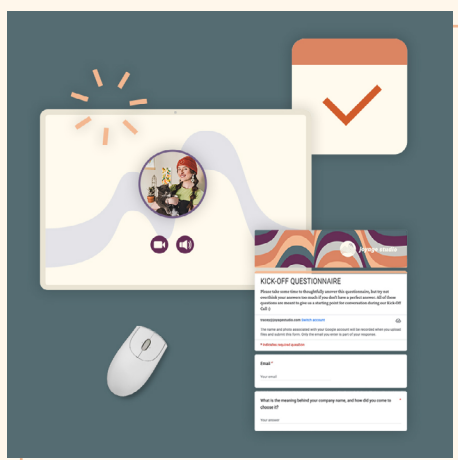 joyage studio
KICK-OFF QUESTIONNAIRE
Please take some time to thoughtfully answer this questionnaire, but try not
overthink your answers too much if you don't have a perfect answer. All of these
questions are meant to give us a starting point for conversation during our Kick-Off
Call :)
Switch account
The name and photo associated with your Google account will be recorded when you upload
files and submit this form. Only the email you enter is part of your response.
* Indicates required question
Email *
Your email
What is the meaning behind your company name, and how did you come to *
choose it?
Your answer